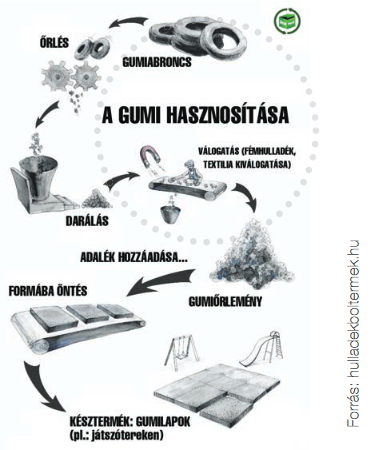 ŐRLÉS
GUMIABRONCS
A GUMI HASZNOSÍTÁSA
VÁLOGATÁS (FÉMHULLADÉK,
TEXTILIA KIVÁLOGATÁSA)
DARÁLÁS
ADALÉK HOZZÁADÁSA...
FORMÁBA ÖNTÉS
GUMIŐRLEMÉNY
KÉSZTERMÉK: GUMILAPOK
(pl.: játszótereken)
Forrás: hulladekboltermek.hu